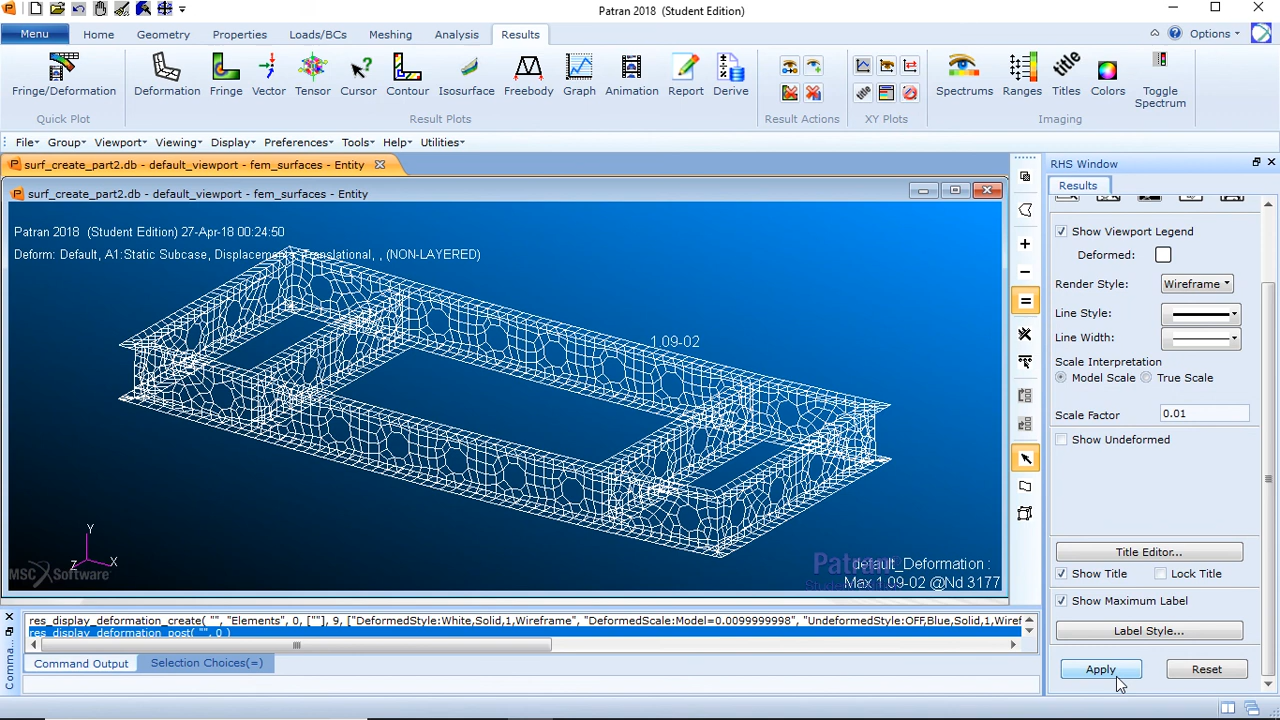 Patran 2018 (Student Edition)
Menu
Home
Geometry
Properties
Loads/BCs
Meshing
Analysis
Results
Options
Fringe/Deformation
Deformation
Fringe
Vector
Tensor
Cursor
Contour
Isosurface
Freebody
Graph
Animation
Report
Derive
Spectrums
Ranges
Titles
Colors
Toggle
Spectrum
Quick Plot
Result Plots
Result Actions
XY Plots
Imaging
File
Group
Viewport
Viewing
Display
Preferences
Tools
Help
Utilities
surf_create_part2.db - default_viewport - fem_surfaces - Entity
RHS Window
Results
surf_create_part2.db - default_viewport - fem_surfaces - Entity
Patran 2018 (Student Edition) 27-Apr-18 00:24:50
Deform: Default, A1:Static Subcase, Displacements, Translational, , (NON-LAYERED)
1.09-02
Y
X
Z
MSC Software
Patran
default_Deformation :
Max 1.09-02 @Nd 3177
Show Viewport Legend
Deformed:
Render Style:
Wireframe
Line Style:
Line Width:
Scale Interpretation
Model Scale
True Scale
Scale Factor
0.01
Show Undeformed
Title Editor...
Show Title
Lock Title
Show Maximum Label
Label Style...
Apply
Reset
res_display_deformation_create( "", "Elements", 0, [""], 9, ["DeformedStyle:White,Solid,1,Wireframe", "DeformedScale:Model=0.0099999998", "UndeformedStyle:OFF,Blue,Solid,1,Wiref
res_display_deformation_post( "", 0 )
Comma...
Command Output
Selection Choices(=)